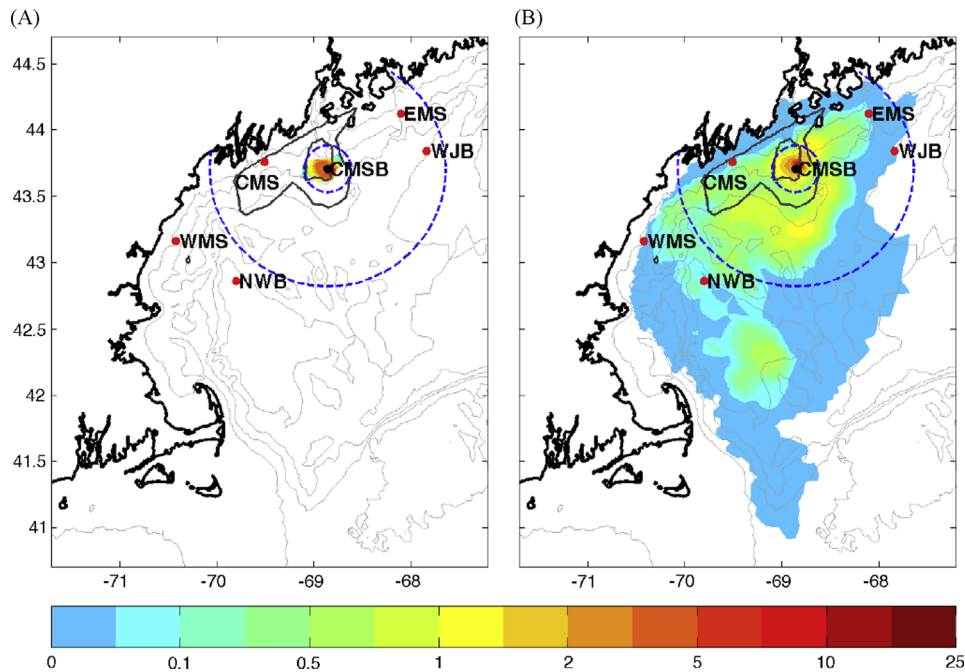 (A)
(B)
44.5
44
43.5
43
42.5
42
41.5
41
EMS
WJB
CMS
CMSB
WMS
NWB
EMS
WJB
CMS
CMSB
WMS
NWB
-71 -70 -69 -68
-71 -70 -69 -68
0 0.1 0.5 1 2 5 10 25